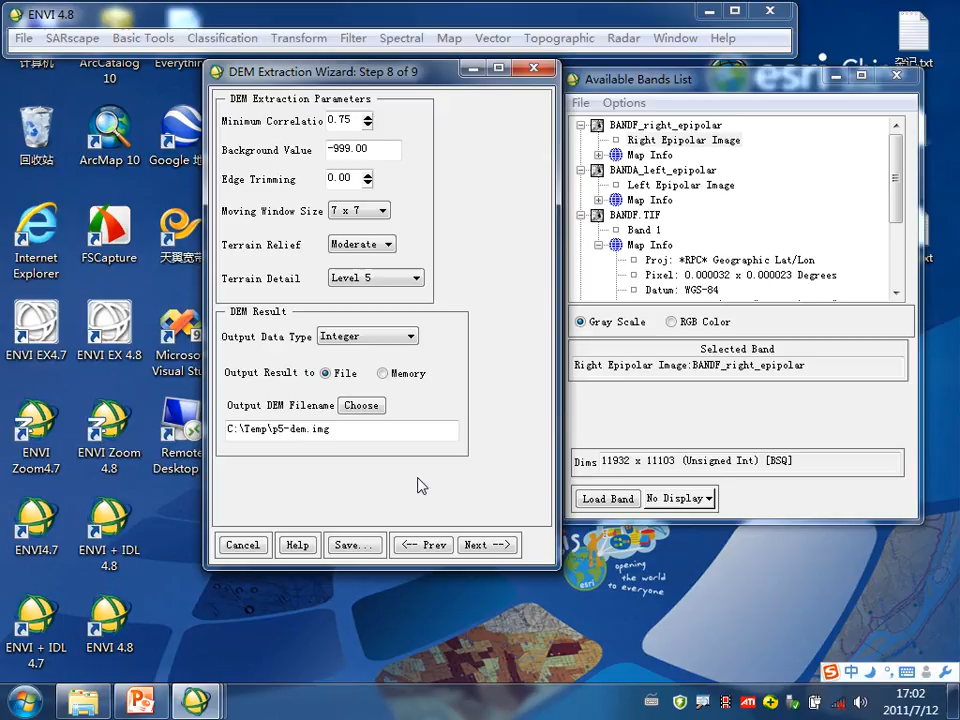 ENVI 4.8
File SARscape Basic Tools Classification Transform Filter Spectral Map Vector Topographic Radar Window Help
计算机
ArcCatalog
10
Everything
esri Chi
杂记.txt
回收站
ArcMap 10
Google 地
Internet
Explorer
FSCapture
天翼宽带
ENVI EX4.7
ENVI EX 4.8
Microso
Visual Stu
ENVI
Zoom4.7
ENVI Zoom
4.8
Remote
Desktop
ENVI4.7
ENVI + IDL
4.8
ENVI + IDL
4.7
ENVI 4.8
DEM Extraction Wizard: Step 8 of 9
DEM Extraction Parameters
Minimum Correlatio 0.75
Background Value -999.00
Edge Trimming 0.00
Moving Window Size 7 x 7
Terrain Relief Moderate
Terrain Detail Level 5
DEM Result
Output Data Type Integer
Output Result to File Memory
Output DEM Filename Choose
C:\Temp\p5-dem.img
Cancel Help Save... <-- Prev Next -->
Available Bands List
File Options
BANDF_right_epipolar
Right Epipolar Image
Map Info
BANDA_left_epipolar
Left Epipolar Image
Map Info
BANDF.TIF
Band 1
Map Info
Proj: *RPC* Geographic Lat/Lon
Pixel: 0.000032 x 0.000023 Degrees
Datum: WGS-84
Gray Scale RGB Color
Selected Band
Right Epipolar Image:BANDF_right_epipolar
Dims 11932 x 11103 (Unsigned Int) [BSQ]
Load Band No Display
opening
the world
to everyone
中
ATI
17:02
2011/7/12